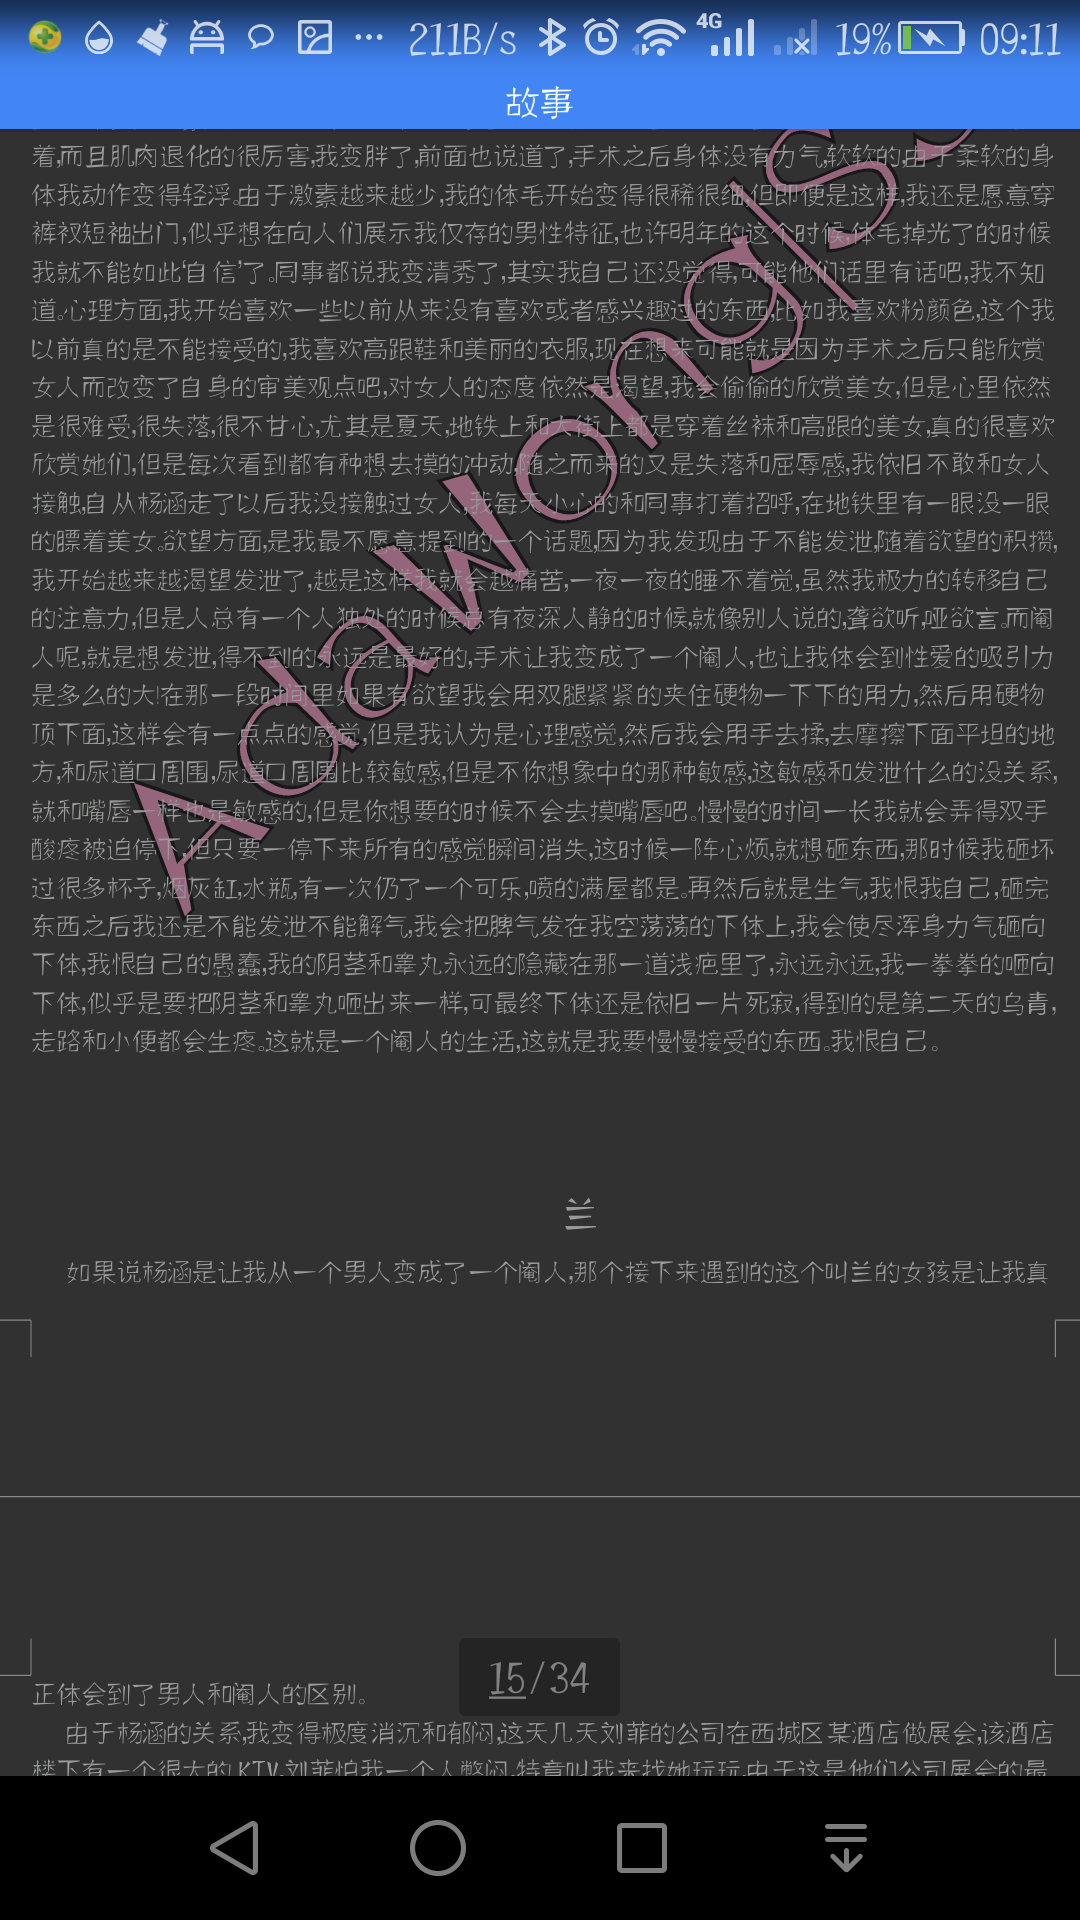 211B/s 4G 19% 09:11
故事
着,而且肌肉退化的很厉害,我变胖了,前面也说道了,手术之后身体没有力气,软软的,由于柔软的身
体我动作变得轻浮。由于激素越来越少,我的体毛开始变得很稀很细,但即便是这样,我还是愿意穿
裤衩短袖出门,似乎想在向人们展示我仅存的男性特征,也许明年的这个时候,体毛掉光了的时候
我就不能如此‘自信’了。同事都说我变清秀了,其实我自己还没觉得,可能他们话里有话吧,我不知
道。心理方面,我开始喜欢一些以前从来没有喜欢或者感兴趣过的东西,比如我喜欢粉颜色,这个我
以前真的是不能接受的,我喜欢高跟鞋和美丽的衣服,现在想来可能就是因为手术之后只能欣赏
女人而改变了自身的审美观点吧,对女人的态度依然是渴望,我会偷偷的欣赏美女,但是心里依然
是很难受,很失落,很不甘心,尤其是夏天,地铁上和大街上都是穿着丝袜和高跟的美女,真的很喜欢
欣赏她们,但是每次看到都有种想去摸的冲动,随之而来的又是失落和屈辱感,我依旧不敢和女人
接触,自从杨涵走了以后我没接触过女人,我每天小心的和同事打着招呼,在地铁里有一眼没一眼
的瞟着美女。欲望方面,是我最不愿意提到的一个话题,因为我发现由于不能发泄,随着欲望的积攒,
我开始越来越渴望发泄了,越是这样我就会越痛苦,一夜一夜的睡不着觉,虽然我极力的转移自己
的注意力,但是人总有一个人独处的时候总有夜深人静的时候,就像别人说的,聋欲听,哑欲言。而阉
人呢,就是想发泄,得不到的永远是最好的,手术让我变成了一个阉人,也让我体会到性爱的吸引力
是多么的大!在那一段时间里如果有欲望我会用双腿紧紧的夹住硬物一下下的用力,然后用硬物
顶下面,这样会有一点点的感觉,但是我认为是心理感觉,然后我会用手去揉,去摩擦下面平坦的地
方,和尿道口周围,尿道口周围比较敏感,但是不你想象中的那种敏感,这敏感和发泄什么的没关系,
就和嘴唇一样也是敏感的,但是你想要的时候不会去摸嘴唇吧。慢慢的时间一长我就会弄得双手
酸疼被迫停下,但只要一停下来所有的感觉瞬间消失,这时候一阵心烦,就想砸东西,那时候我砸坏
过很多杯子,烟灰缸,水瓶,有一次仍了一个可乐,喷的满屋都是。再然后就是生气,我恨我自己,砸完
东西之后我还是不能发泄不能解气,我会把脾气发在我空荡荡的下体上,我会使尽浑身力气砸向
下体,我恨自己的愚蠢,我的阴茎和睾丸永远的隐藏在那一道浅疤里了,永远永远,我一拳拳的咂向
下体,似乎是要把阴茎和睾丸咂出来一样,可最终下体还是依旧一片死寂,得到的是第二天的乌青,
走路和小便都会生疼。这就是一个阉人的生活,这就是我要慢慢接受的东西。我恨自己。
兰
如果说杨涵是让我从一个男人变成了一个阉人,那个接下来遇到的这个叫兰的女孩是让我真
正体会到了男人和阉人的区别。
15/34
由于杨涵的关系,我变得极度消沉和郁闷,这天几天刘菲的公司在西城区某酒店做展会,该酒店
楼下有一个很大的 KTV,刘菲怕我一个人憋闷,特意叫我来找她玩玩,由于这是他们公司展会的最